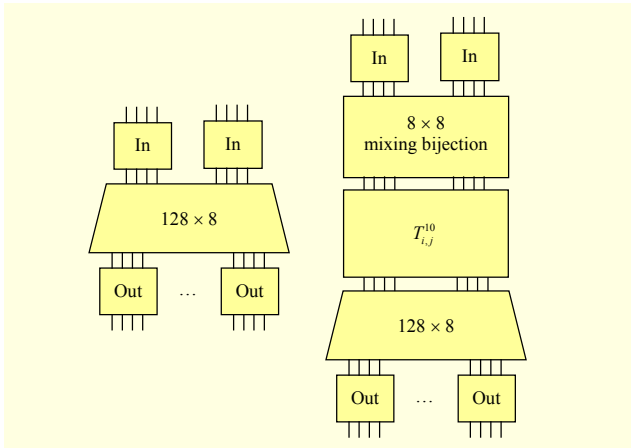 In In
128 × 8
Out ... Out
In In
8 × 8
mixing bijection
T^{10}_{i,j}
128 × 8
Out ... Out